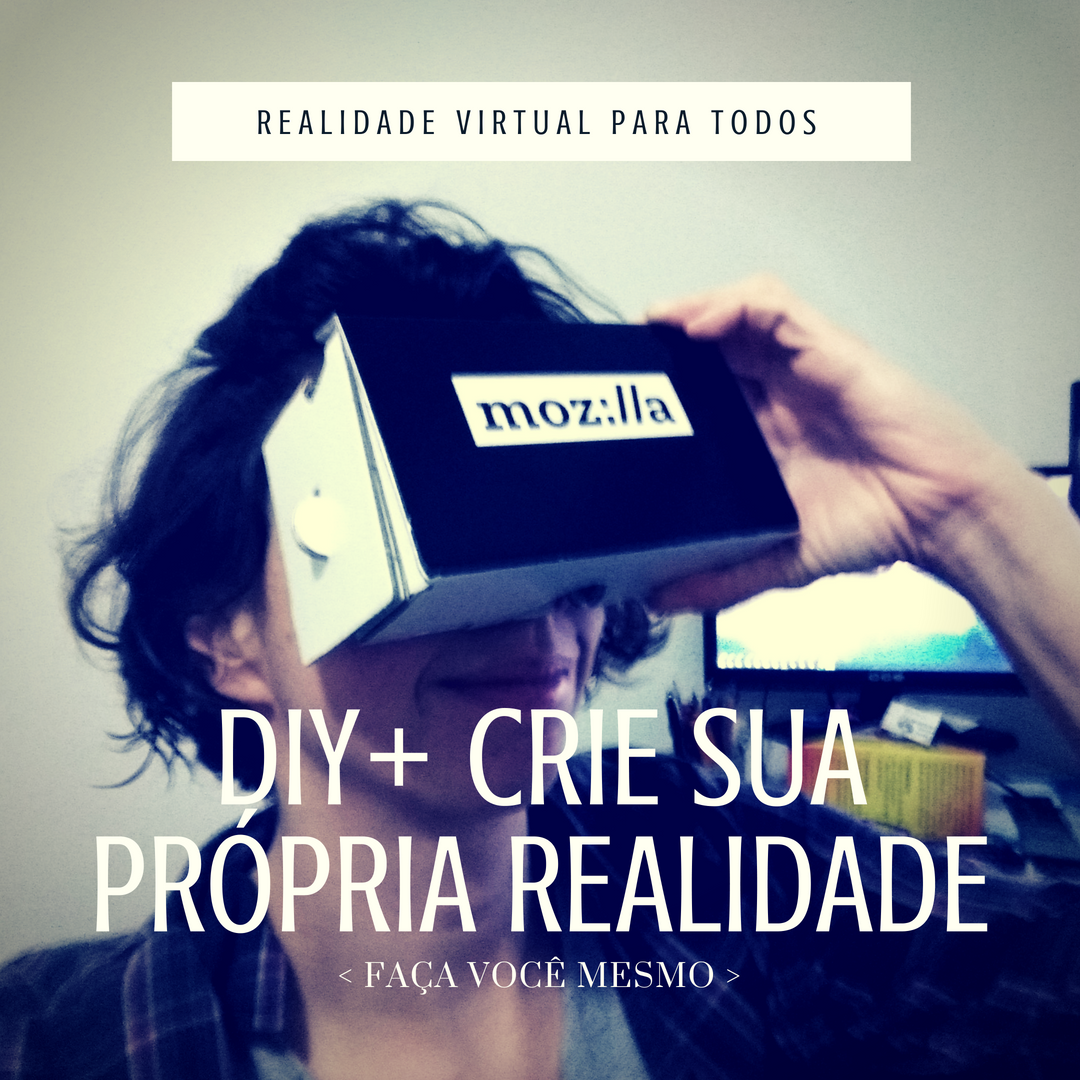 REALIDADE VIRTUAL PARA TODOS
moz://a
DIY+ CRIE SUA
PRÓPRIA REALIDADE
< FAÇA VOCÊ MESMO >